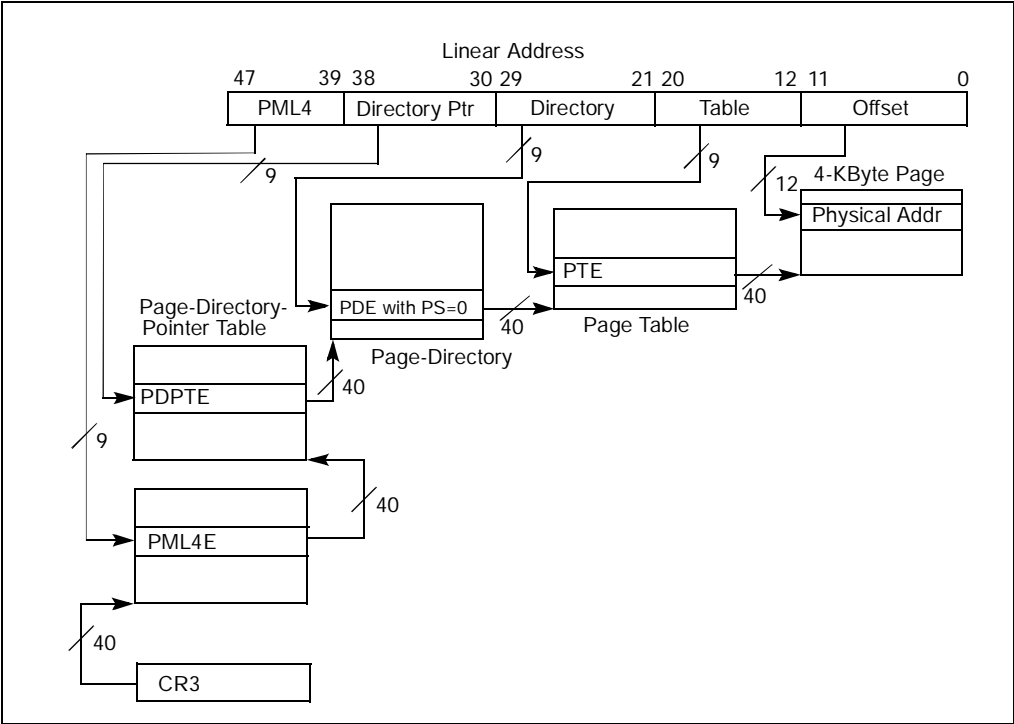 Linear Address
47 39 38 30 29 21 20 12 11 0
PML4 Directory Ptr Directory Table Offset
9
9
9
12
4-KByte Page
Physical Addr
PTE
40
Page Table
PDE with PS=0
40
Page-Directory
Page-Directory-
Pointer Table
PDPTE
40
9
PML4E
40
40
CR3